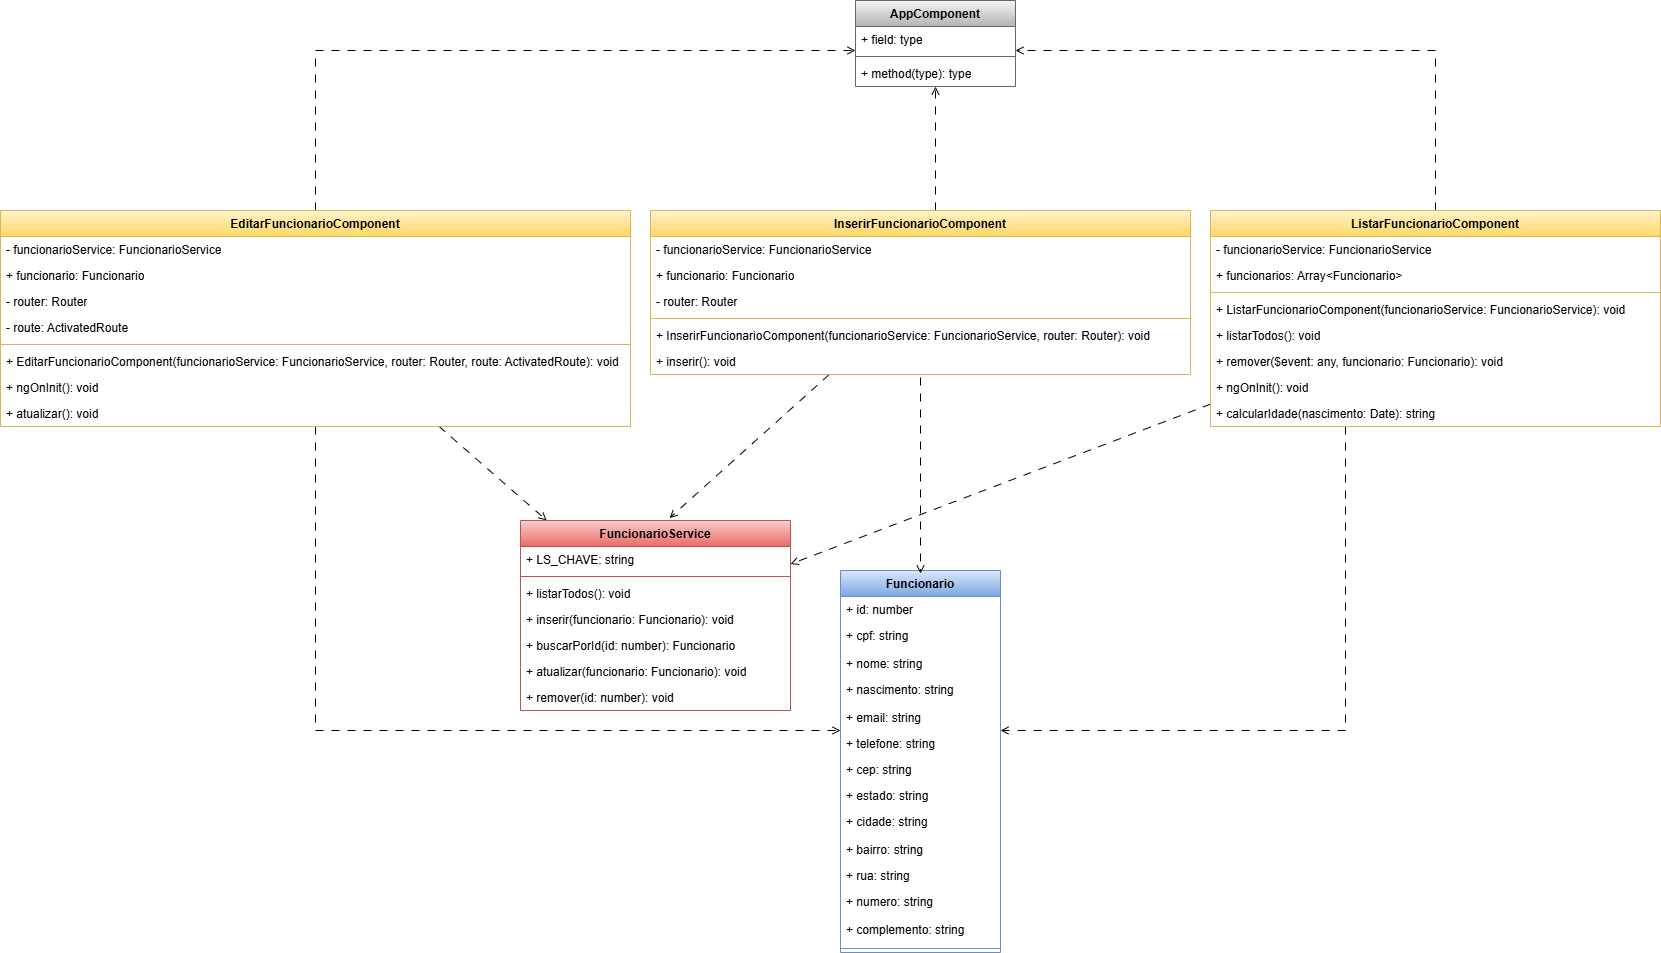 AppComponent
+ field: type
+ method(type): type
EditarFuncionarioComponent
- funcionarioService: FuncionarioService
+ funcionario: Funcionario
- router: Router
- route: ActivatedRoute
+ EditarFuncionarioComponent(funcionarioService: FuncionarioService, router: Router, route: ActivatedRoute): void
+ ngOnInit(): void
+ atualizar(): void
InserirFuncionarioComponent
- funcionarioService: FuncionarioService
+ funcionario: Funcionario
- router: Router
+ InserirFuncionarioComponent(funcionarioService: FuncionarioService, router: Router): void
+ inserir(): void
ListarFuncionarioComponent
- funcionarioService: FuncionarioService
+ funcionarios: Array<Funcionario>
+ ListarFuncionarioComponent(funcionarioService: FuncionarioService): void
+ listarTodos(): void
+ remover($event: any, funcionario: Funcionario): void
+ ngOnInit(): void
+ calcularIdade(nascimento: Date): string
FuncionarioService
+ LS_CHAVE: string
+ listarTodos(): void
+ inserir(funcionario: Funcionario): void
+ buscarPorId(id: number): Funcionario
+ atualizar(funcionario: Funcionario): void
+ remover(id: number): void
Funcionario
+ id: number
+ cpf: string
+ nome: string
+ nascimento: string
+ email: string
+ telefone: string
+ cep: string
+ estado: string
+ cidade: string
+ bairro: string
+ rua: string
+ numero: string
+ complemento: string